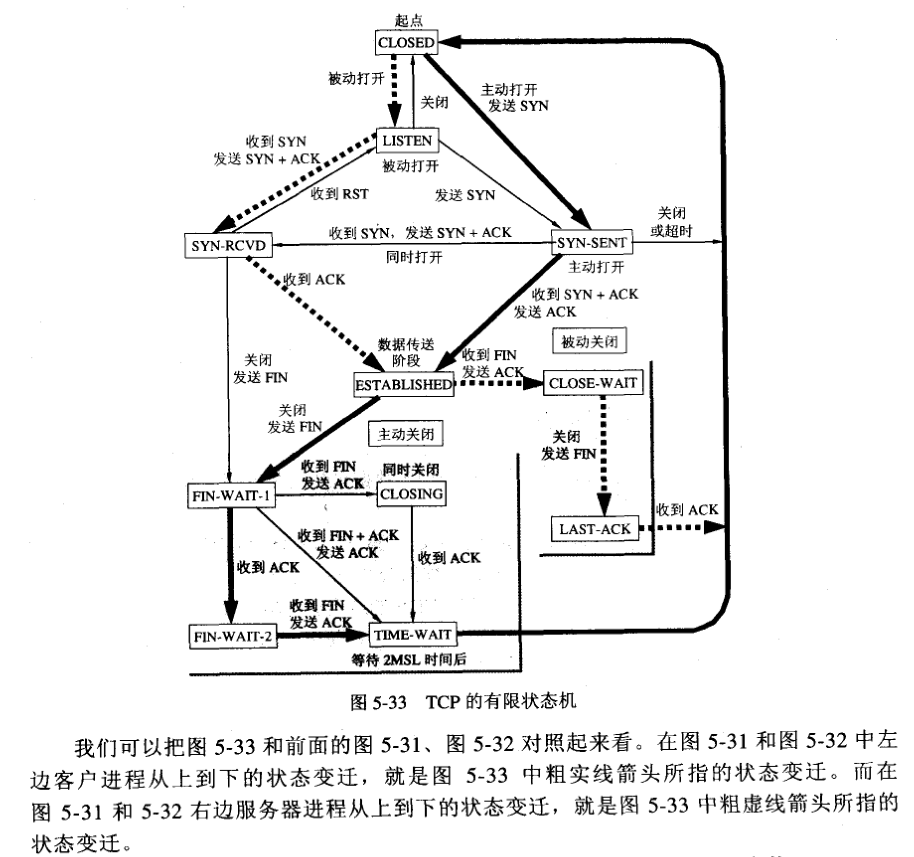 起点
CLOSED
被动打开
关闭
主动打开
发送 SYN
收到 SYN
发送 SYN + ACK
LISTEN
被动打开
收到 RST
发送 SYN
关闭
或超时
SYN-RCVD
收到 SYN，发送 SYN + ACK
同时打开
SYN-SENT
主动打开
收到 ACK
收到 SYN + ACK
发送 ACK
数据传送
阶段
被动关闭
收到 FIN
发送 ACK
关闭
发送 FIN
ESTABLISHED
CLOSE-WAIT
关闭
发送 FIN
主动关闭
关闭
发送 FIN
收到 FIN
发送 ACK
同时关闭
FIN-WAIT-1
CLOSING
收到 ACK
LAST-ACK
收到 FIN + ACK
发送 ACK
收到 ACK
收到 ACK
收到 FIN
发送 ACK
FIN-WAIT-2
TIME-WAIT
等待 2MSL 时间后
图 5-33 TCP 的有限状态机
我们可以把图 5-33 和前面的图 5-31、图 5-32 对照起来看。在图 5-31 和图 5-32 中左
边客户进程从上到下的状态变迁，就是图 5-33 中粗实线箭头所指的状态变迁。而在
图 5-31 和 5-32 右边服务器进程从上到下的状态变迁，就是图 5-33 中粗虚线箭头所指的
状态变迁。